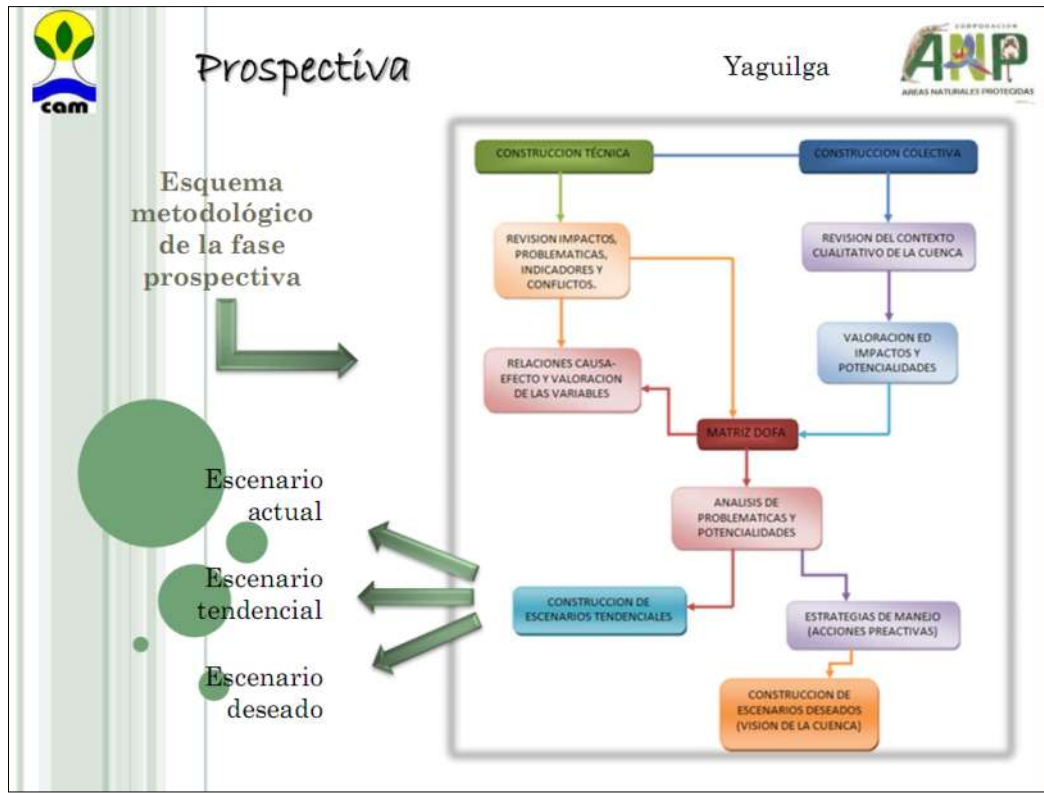 cam
Prospectiva
Yaguilga
CORPORACION
ANP
AREAS NATURALES PROTEGIDAS
Esquema
metodológico
de la fase
prospectiva
CONSTRUCCION TÉCNICA
CONSTRUCCION COLECTIVA
REVISION IMPACTOS,
PROBLEMATICAS,
INDICADORES Y
CONFLICTOS.
REVISION DEL CONTEXTO
CUALITATIVO DE LA CUENCA
RELACIONES CAUSA-
EFECTO Y VALORACION
DE LAS VARIABLES
VALORACION ED
IMPACTOS Y
POTENCIALIDADES
MATRIZ DOFA
ANALISIS DE
PROBLEMATICAS Y
POTENCIALIDADES
CONSTRUCCION DE
ESCENARIOS TENDENCIALES
ESTRATEGIAS DE MANEJO
(ACCIONES PREACTIVAS)
CONSTRUCCION DE
ESCENARIOS DESEADOS
(VISION DE LA CUENCA)
Escenario
actual
Escenario
tendencial
Escenario
deseado